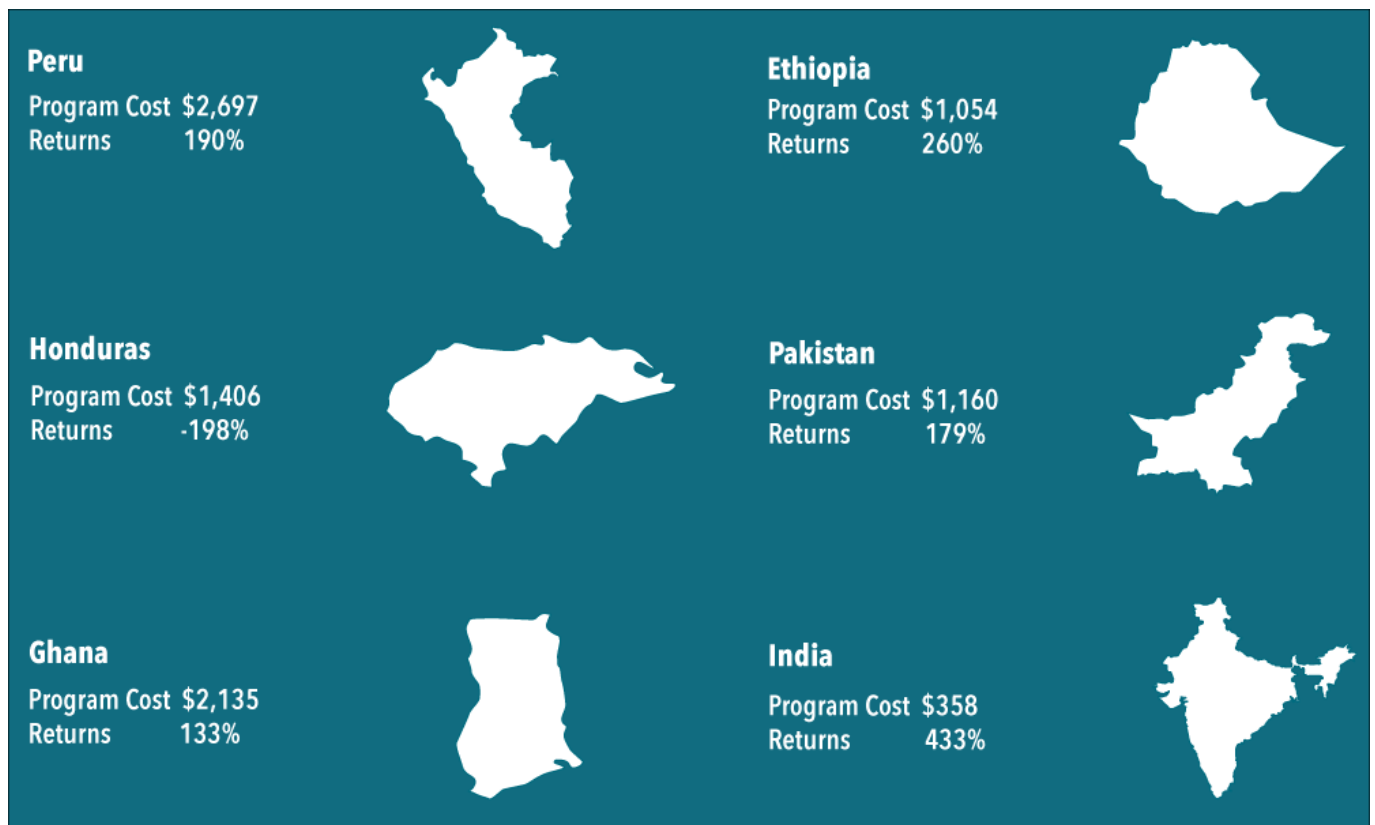 Peru
Program Cost $2,697
Returns 190%
Ethiopia
Program Cost $1,054
Returns 260%
Honduras
Program Cost $1,406
Returns -198%
Pakistan
Program Cost $1,160
Returns 179%
Ghana
Program Cost $2,135
Returns 133%
India
Program Cost $358
Returns 433%